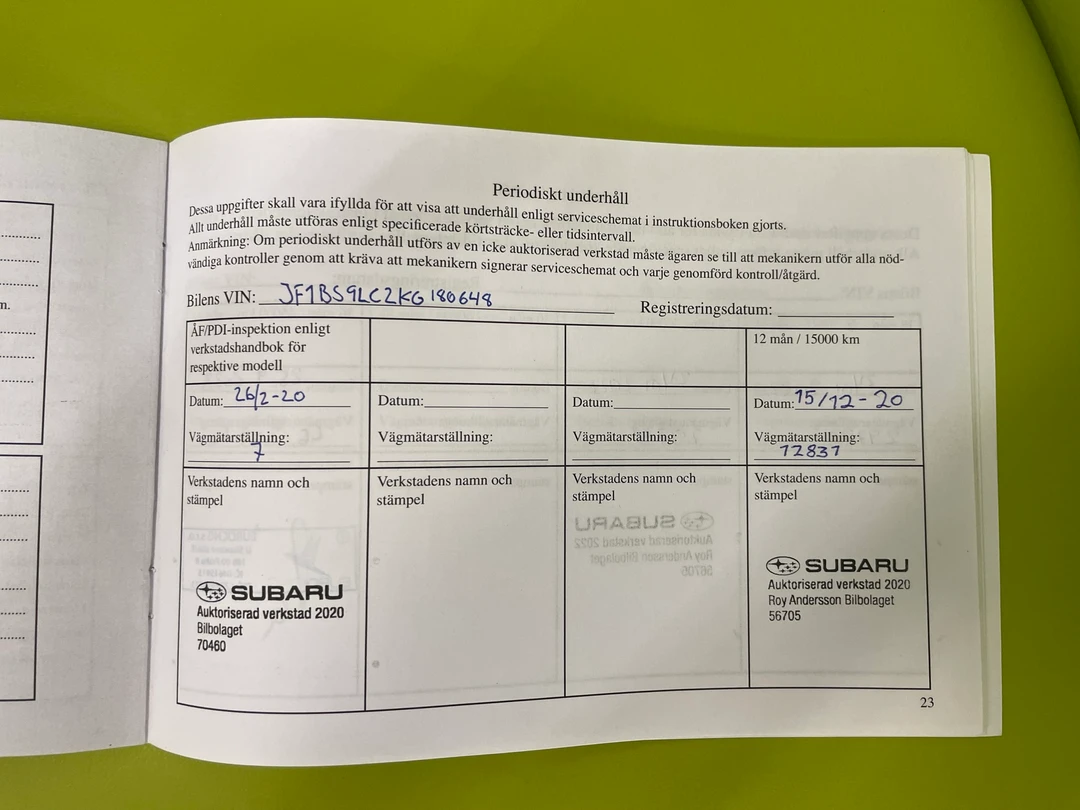 Periodiskt underhåll
Dessa uppgifter skall vara ifyllda för att visa att underhåll enligt serviceschemat i instruktionsboken gjorts.
Allt underhåll måste utföras enligt specificerade körtsträcke- eller tidsintervall.
Anmärkning: Om periodiskt underhåll utförs av en icke auktoriserad verkstad måste ägaren se till att mekanikern utför alla nöd-
vändiga kontroller genom att kräva att mekanikern signerar serviceschemat och varje genomförd kontroll/åtgärd.
Bilens VIN: JF1BS9LC2KG180648
Registreringsdatum:
ÅF/PDI-inspektion enligt
verkstadshandbok för
respektive modell
12 mån / 15000 km
Datum: 26/2-20
Datum:
Datum:
Datum: 15/12-20
Vägmätarställning:
7
Vägmätarställning:
Vägmätarställning:
Vägmätarställning:
12831
Verkstadens namn och
stämpel
Verkstadens namn och
stämpel
Verkstadens namn och
stämpel
Verkstadens namn och
stämpel
SUBARU
Auktoriserad verkstad 2020
Bilbolaget
70460
SUBARU
Auktoriserad verkstad 2020
Roy Andersson Bilbolaget
56705
23